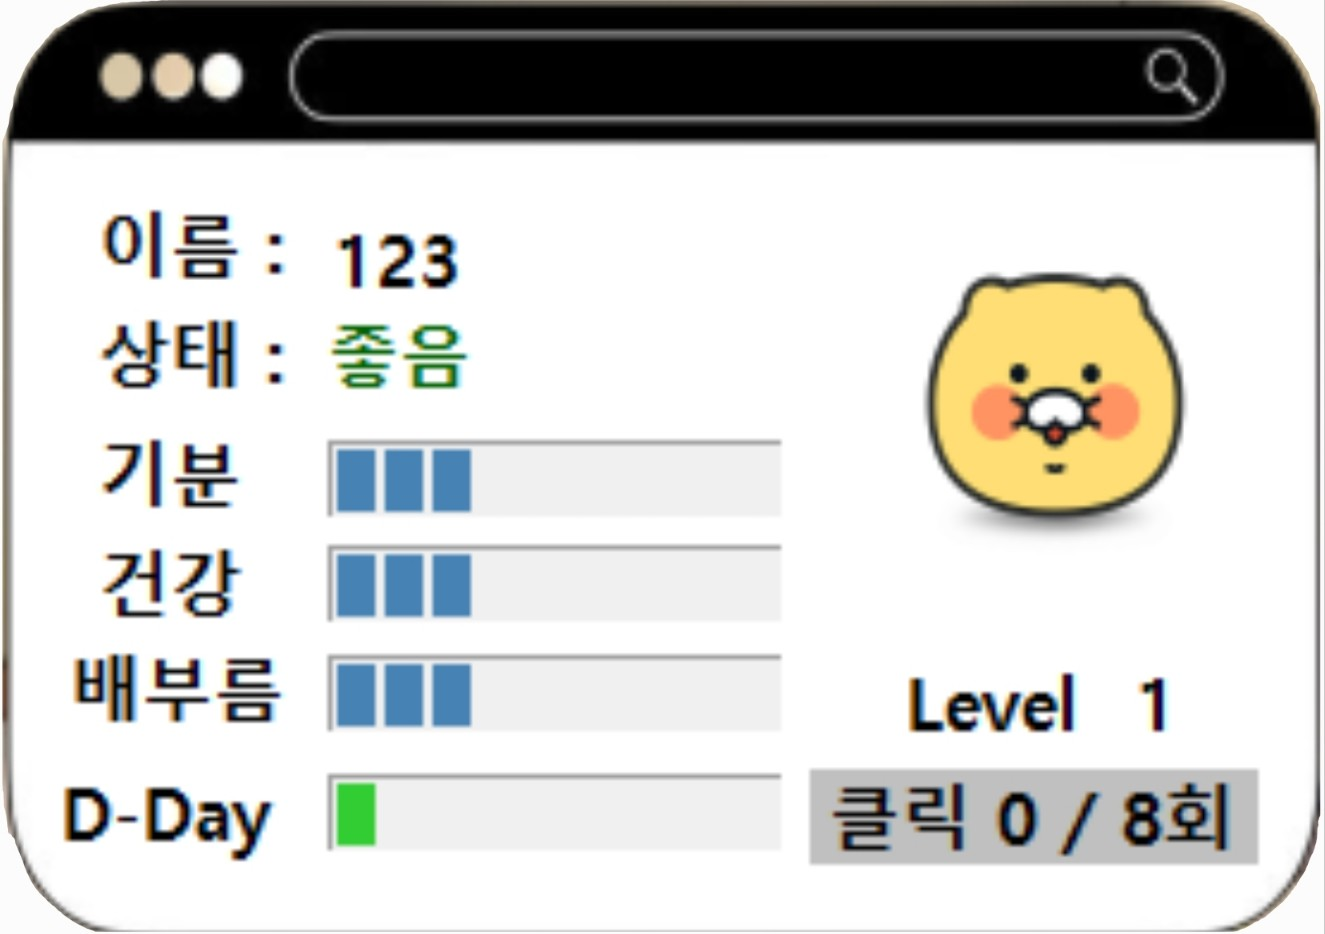 이름 : 123
상태 : 좋음
기분
건강
배부름
Level 1
D-Day
클릭 0 / 8회